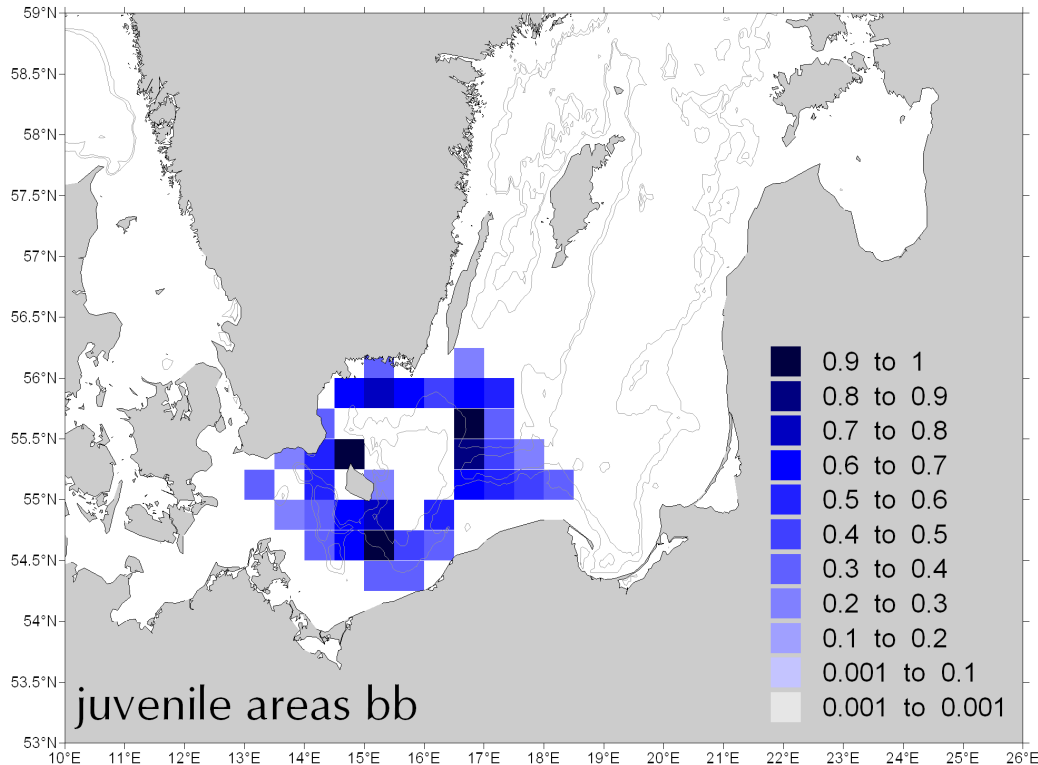 59°N
58.5°N
58°N
57.5°N
57°N
56.5°N
56°N
55.5°N
55°N
54.5°N
54°N
53.5°N
53°N
0.9 to 1
0.8 to 0.9
0.7 to 0.8
0.6 to 0.7
0.5 to 0.6
0.4 to 0.5
0.3 to 0.4
0.2 to 0.3
0.1 to 0.2
0.001 to 0.1
0.001 to 0.001
juvenile areas bb
10°E 11°E 12°E 13°E 14°E 15°E 16°E 17°E 18°E 19°E 20°E 21°E 22°E 23°E 24°E 25°E 26°E